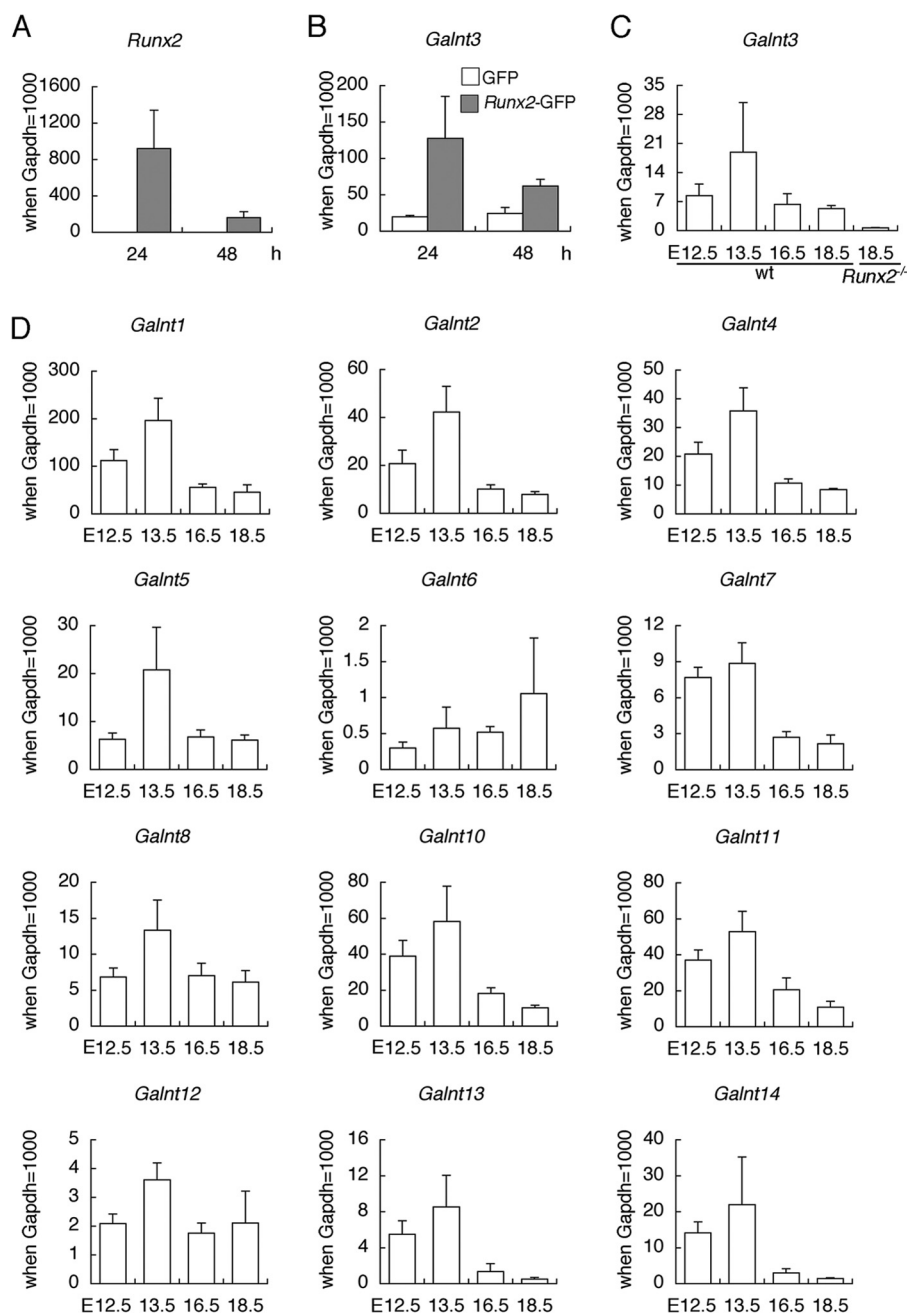 A
Runx2
when Gapdh=1000
1600
1200
800
400
0
24 48 h
B
Galnt3
GFP
Runx2-GFP
when Gapdh=1000
200
150
100
50
0
24 48 h
C
Galnt3
when Gapdh=1000
35
28
21
14
7
0
E12.5 13.5 16.5 18.5 18.5
wt
Runx2-/-
D
Galnt1
when Gapdh=1000
300
200
100
0
E12.5 13.5 16.5 18.5
Galnt2
when Gapdh=1000
60
40
20
0
E12.5 13.5 16.5 18.5
Galnt4
when Gapdh=1000
50
40
30
20
10
0
E12.5 13.5 16.5 18.5
Galnt5
when Gapdh=1000
30
20
10
0
E12.5 13.5 16.5 18.5
Galnt6
when Gapdh=1000
2
1.5
1
0.5
0
E12.5 13.5 16.5 18.5
Galnt7
when Gapdh=1000
12
9
6
3
0
E12.5 13.5 16.5 18.5
Galnt8
when Gapdh=1000
20
15
10
5
0
E12.5 13.5 16.5 18.5
Galnt10
when Gapdh=1000
80
60
40
20
0
E12.5 13.5 16.5 18.5
Galnt11
when Gapdh=1000
80
60
40
20
0
E12.5 13.5 16.5 18.5
Galnt12
when Gapdh=1000
5
4
3
2
1
0
E12.5 13.5 16.5 18.5
Galnt13
when Gapdh=1000
16
12
8
4
0
E12.5 13.5 16.5 18.5
Galnt14
when Gapdh=1000
40
30
20
10
0
E12.5 13.5 16.5 18.5